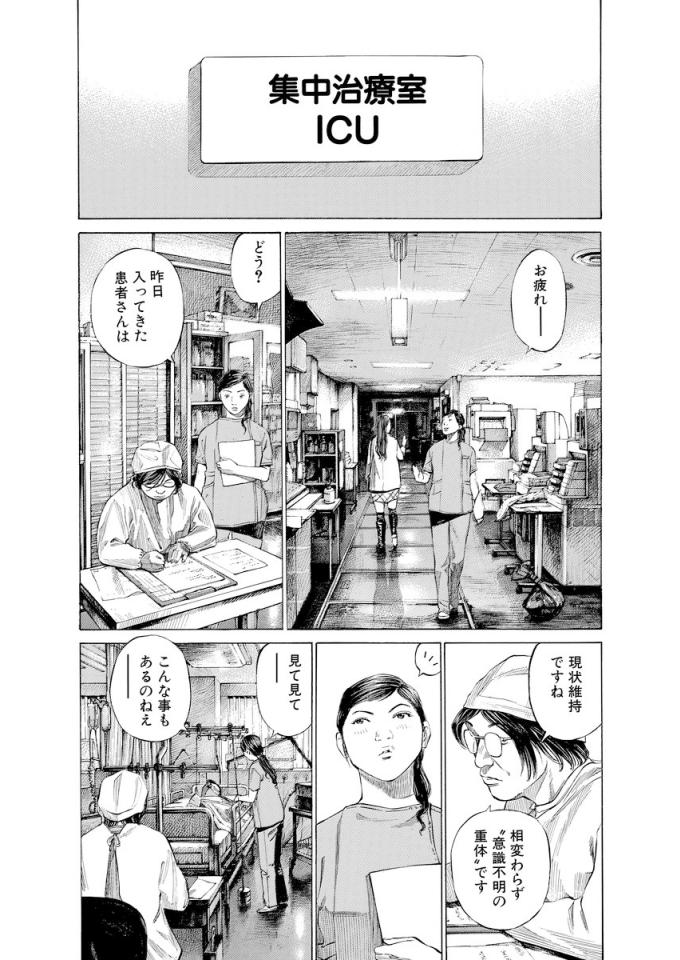 集中治療室
ICU
お疲れ――
どう？
昨日
入ってきた
患者さんは
現状維持
ですね
相変わらず
〝意識不明の
重体〟です
見て見て
――
こんな事も
あるのねえ
――